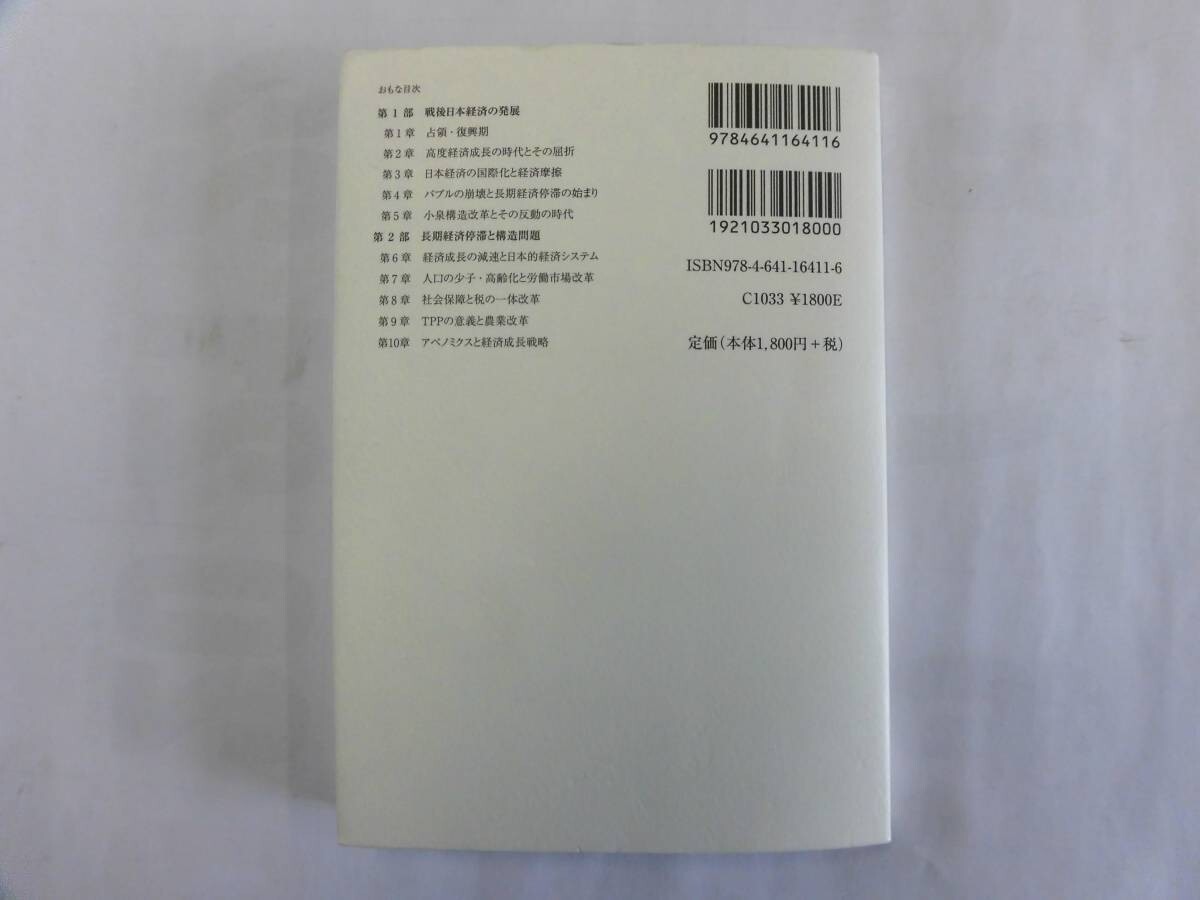 おもな目次
第1部 戦後日本経済の発展
第1章 占領・復興期
第2章 高度経済成長の時代とその屈折
第3章 日本経済の国際化と経済摩擦
第4章 バブルの崩壊と長期経済停滞の始まり
第5章 小泉構造改革とその反動の時代
第2部 長期経済停滞と構造問題
第6章 経済成長の減速と日本的経済システム
第7章 人口の少子・高齢化と労働市場改革
第8章 社会保障と税の一体改革
第9章 TPPの意義と農業改革
第10章 アベノミクスと経済成長戦略
9784641164116
1921033018000
ISBN978-4-641-16411-6
C1033 ¥1800E
定価(本体1,800円+税)